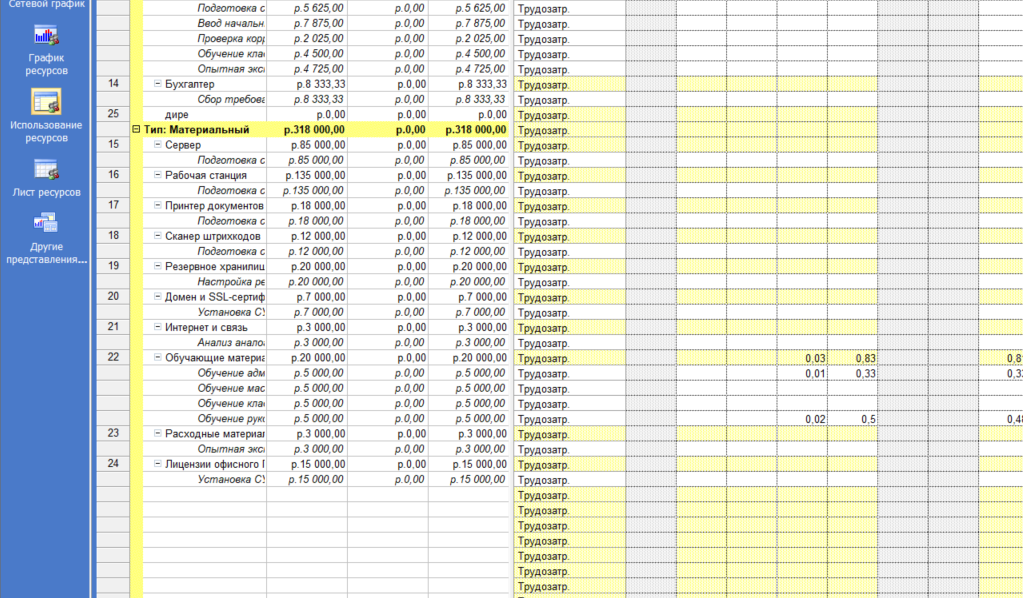 Сетевой график
График
ресурсов
Использование
ресурсов
Лист ресурсов
Другие
представления...
Подготовка с р.5 625,00 р.0,00 р.5 625,00 Трудозатр.
Ввод начальн. р.7 875,00 р.0,00 р.7 875,00 Трудозатр.
Проверка корр р.2 025,00 р.0,00 р.2 025,00 Трудозатр.
Обучение кла р.4 500,00 р.0,00 р.4 500,00 Трудозатр.
Опытная экс р.4 725,00 р.0,00 р.4 725,00 Трудозатр.
14 Бухгалтер р.8 333,33 р.0,00 р.8 333,33 Трудозатр.
Сбор требова р.8 333,33 р.0,00 р.8 333,33 Трудозатр.
25 дире р.0,00 р.0,00 р.0,00 Трудозатр.
Тип: Материальный р.318 000,00 р.0,00 р.318 000,00 Трудозатр.
15 Сервер р.85 000,00 р.0,00 р.85 000,00 Трудозатр.
Подготовка с р.85 000,00 р.0,00 р.85 000,00 Трудозатр.
16 Рабочая станция р.135 000,00 р.0,00 р.135 000,00 Трудозатр.
Подготовка с р.135 000,00 р.0,00 р.135 000,00 Трудозатр.
17 Принтер документов р.18 000,00 р.0,00 р.18 000,00 Трудозатр.
Подготовка с р.18 000,00 р.0,00 р.18 000,00 Трудозатр.
18 Сканер штрихкодов р.12 000,00 р.0,00 р.12 000,00 Трудозатр.
Подготовка с р.12 000,00 р.0,00 р.12 000,00 Трудозатр.
19 Резервное хранилищ р.20 000,00 р.0,00 р.20 000,00 Трудозатр.
Настройка ре р.20 000,00 р.0,00 р.20 000,00 Трудозатр.
20 Домен и SSL-сертиф р.7 000,00 р.0,00 р.7 000,00 Трудозатр.
Установка СУ р.7 000,00 р.0,00 р.7 000,00 Трудозатр.
21 Интернет и связь р.3 000,00 р.0,00 р.3 000,00 Трудозатр.
Анализ анало р.3 000,00 р.0,00 р.3 000,00 Трудозатр.
22 Обучающие материа р.20 000,00 р.0,00 р.20 000,00 Трудозатр. 0,03 0,83 0,8
Обучение адм р.5 000,00 р.0,00 р.5 000,00 Трудозатр. 0,01 0,33 0,3
Обучение мас р.5 000,00 р.0,00 р.5 000,00 Трудозатр.
Обучение кла р.5 000,00 р.0,00 р.5 000,00 Трудозатр.
Обучение руко р.5 000,00 р.0,00 р.5 000,00 Трудозатр. 0,02 0,5 0,48
23 Расходные материал р.3 000,00 р.0,00 р.3 000,00 Трудозатр.
Опытная экс р.3 000,00 р.0,00 р.3 000,00 Трудозатр.
24 Лицензии офисного П р.15 000,00 р.0,00 р.15 000,00 Трудозатр.
Установка СУ р.15 000,00 р.0,00 р.15 000,00 Трудозатр.
Трудозатр.
Трудозатр.
Трудозатр.
Трудозатр.
Трудозатр.
Трудозатр.
Трудозатр.